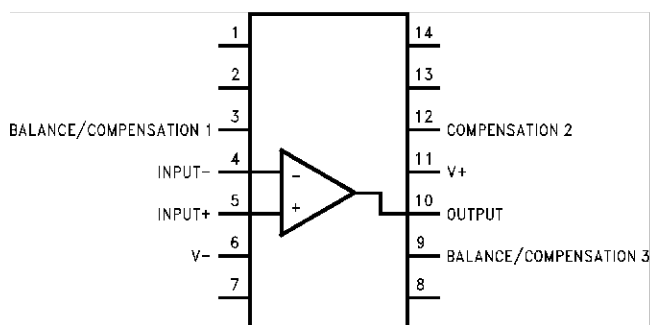 1 14
2 13
BALANCE/COMPENSATION 1 3 12 COMPENSATION 2
INPUT- 4 - 11 V+
INPUT+ 5 + 10 OUTPUT
V- 6 9 BALANCE/COMPENSATION 3
7 8